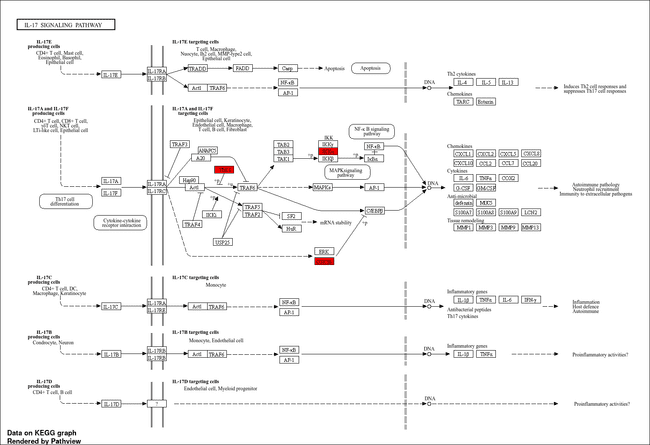 IL-17 SIGNALING PATHWAY
IL-17E
producing cells
CD4+ T cell, Mast cell,
Eosinophil, Basophil,
Epithelial cell
IL-17E
IL-17RA
IL-17RB
IL-17E targeting cells
T cell, Macrophage,
Epithelial cell
TRADD
FADD
Casp
Apoptosis
Apoptosis
Act1
TRAF6
NF-κB
AP-1
DNA
Th2 cytokines
IL-4
IL-5
IL-13
Chemokines
TARC
Eotaxin
Induces Th2 cell responses and
suppresses Th17 cell responses
IL-17A and IL-17F
producing cells
CD4+ T cell, CD8+ T cell,
γδT cell, NKT cell,
LTi-like cell, Epithelial cell
IL-17A
IL-17F
IL-17RA
IL-17RC
Th17 cell
differentiation
Cytokine-cytokine
receptor interaction
IL-17A and IL-17F
targeting cells
Epithelial cell, Keratinocyte,
Endothelial cell, Macrophage,
T cell, B cell, Fibroblast
TRAF3
A20
Hsp90
Act1
TRAF6
TRAF4
IKKi
USP25
TRAF5
TRAF2
SF2
HuR
mRNA stability
TAB2
TAB3
TAK1
IKK
IKKγ
IKKβ
NF-κ B signaling
pathway
NF-κB
IκBα
MAPK signaling
pathway
MAPKs
AP-1
C/EBPβ
ERK
DNA
Chemokines
CXCL1
CXCL2
CXCL5
CXCL8
CXCL10
CCL2
CCL7
CCL20
Cytokines
IL-6
TNFα
COX2
G-CSF
GM-CSF
Anti-microbial
defensin
MUC5
S100A7
S100A8
S100A9
LCN2
Tissue remodeling
MMP1
MMP3
MMP9
MMP13
Autoimmune pathology
Neutrophil recruitment
Immunity to extracellular pathogens
IL-17C
producing cells
CD4+ T cell, DC,
Macrophage, Keratinocyte
IL-17C
IL-17RA
IL-17RE
IL-17C targeting cells
Monocyte
Act1
TRAF6
NF-κB
AP-1
DNA
Inflammatory genes
IL-1β
TNFα
IL-6
IFNγ
Antibacterial peptides
Th17 cytokines
Inflammation
Host defence
Autoimmune
IL-17B
producing cells
Condrocyte, Neuron
IL-17B
IL-17RB
IL-17B targeting cells
Monocyte, Endothelial cell
Act1
TRAF6
NF-κB
AP-1
DNA
Inflammatory genes
IL-1β
TNFα
Proinflammatory activities?
IL-17D
producing cells
CD4+ T cell, B cell
IL-17D
?
IL-17D targeting cells
Endothelial cell, Myeloid progenitor
DNA
Proinflammatory activities?
Data on KEGG graph
Rendered by Pathview